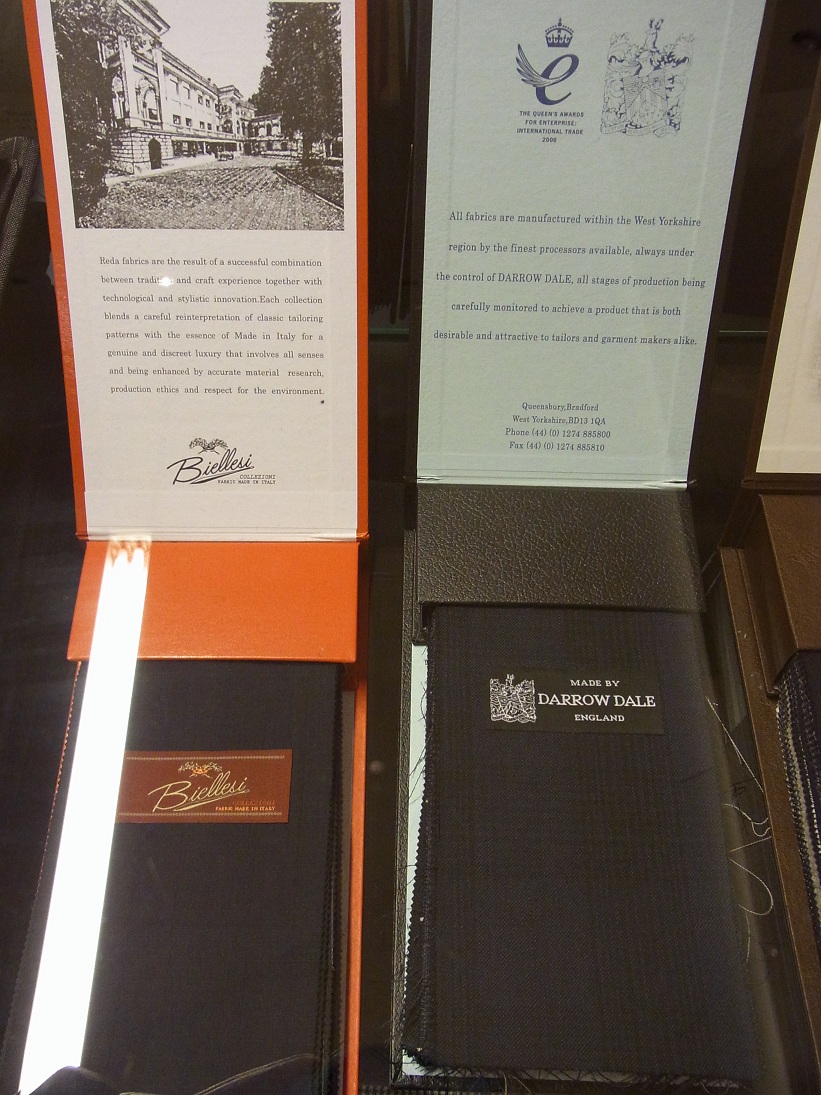 Reda fabrics are the result of a successful combination
between and craft experience together with
technological and stylistic innovation.Each collection
blends a careful reinterpretation of classic tailoring
patterns with the essence of Made in Italy for a
genuine and discreet luxury that involves all senses
and being enhanced by accurate material research,
production ethics and respect for the environment.
Biellesi
COLLEZIONI
FABRIC MADE IN ITALY
Biellesi
COLLEZIONI
FABRIC MADE IN ITALY
e
THE QUEEN'S AWARDS
FOR ENTERPRISE:
INTERNATIONAL TRADE
2006
All fabrics are manufactured within the West Yorkshire
region by the finest processors available, always under
the control of DARROW DALE, all stages of production being
carefully monitored to achieve a product that is both
desirable and attractive to tailors and garment makers alike.
Queensbury,Bradford
West Yorkshire,BD13 1QA
Phone (44) (0) 1274 885800
Fax (44) (0) 1274 885810
MADE BY
DARROW DALE
ENGLAND